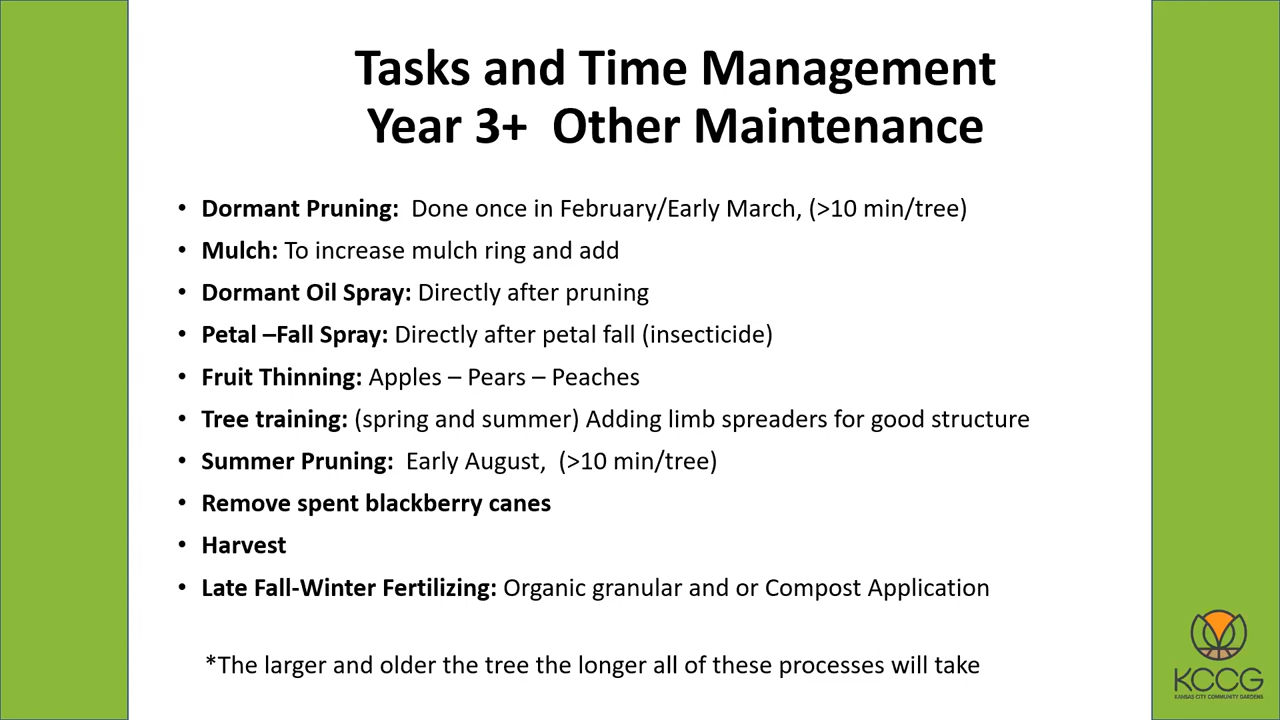 Tasks and Time Management
Year 3+  Other Maintenance
• Dormant Pruning:  Done once in February/Early March, (>10 min/tree)
• Mulch: To increase mulch ring and add
• Dormant Oil Spray: Directly after pruning
• Petal –Fall Spray: Directly after petal fall (insecticide)
• Fruit Thinning: Apples – Pears – Peaches
• Tree training: (spring and summer) Adding limb spreaders for good structure
• Summer Pruning:  Early August,  (>10 min/tree)
• Remove spent blackberry canes
• Harvest
• Late Fall-Winter Fertilizing: Organic granular and or Compost Application
*The larger and older the tree the longer all of these processes will take
KCCG
KANSAS CITY COMMUNITY GARDENS